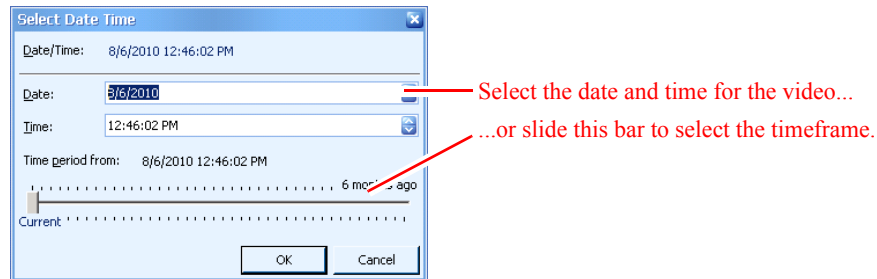 Select Date Time
Date/Time: 8/6/2010 12:46:02 PM
Date: 8/6/2010
Select the date and time for the video...
Time: 12:46:02 PM
...or slide this bar to select the timeframe.
Time period from: 8/6/2010 12:46:02 PM
6 months ago
Current
OK Cancel